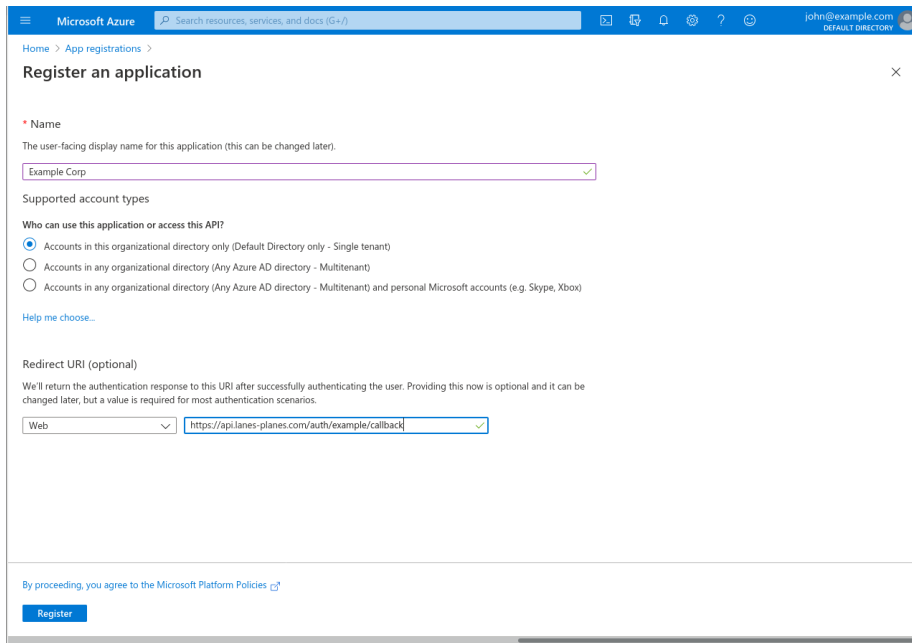 Microsoft Azure
Search resources, services, and docs (G+/)
john@example.com
DEFAULT DIRECTORY
Home > App registrations >
Register an application
* Name
The user-facing display name for this application (this can be changed later).
Example Corp
Supported account types
Who can use this application or access this API?
Accounts in this organizational directory only (Default Directory only - Single tenant)
Accounts in any organizational directory (Any Azure AD directory - Multitenant)
Accounts in any organizational directory (Any Azure AD directory - Multitenant) and personal Microsoft accounts (e.g. Skype, Xbox)
Help me choose...
Redirect URI (optional)
We'll return the authentication response to this URI after successfully authenticating the user. Providing this now is optional and it can be
changed later, but a value is required for most authentication scenarios.
Web
https://api.lanes-planes.com/auth/example/callback
By proceeding, you agree to the Microsoft Platform Policies
Register